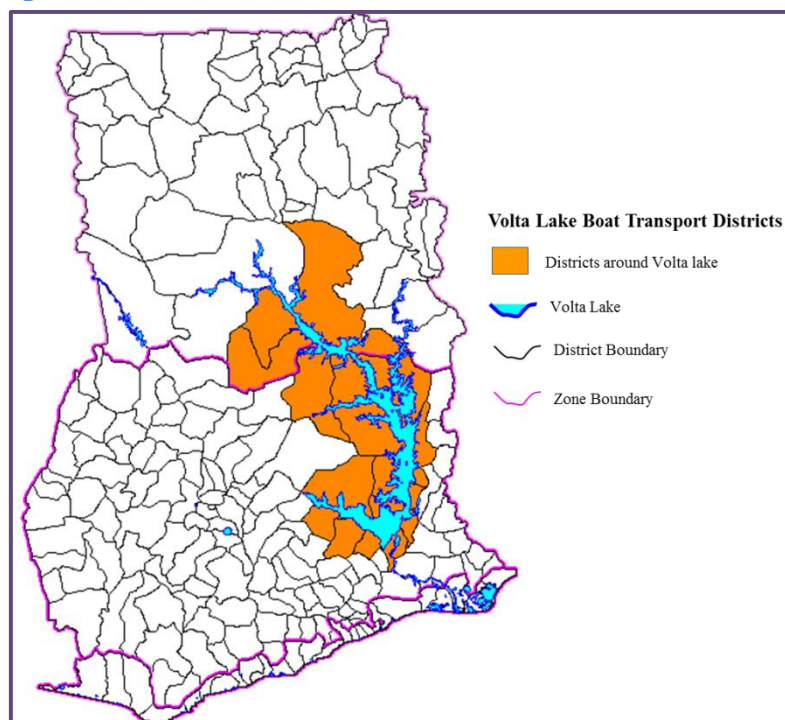 Volta Lake Boat Transport Districts
Districts around Volta lake
Volta Lake
District Boundary
Zone Boundary